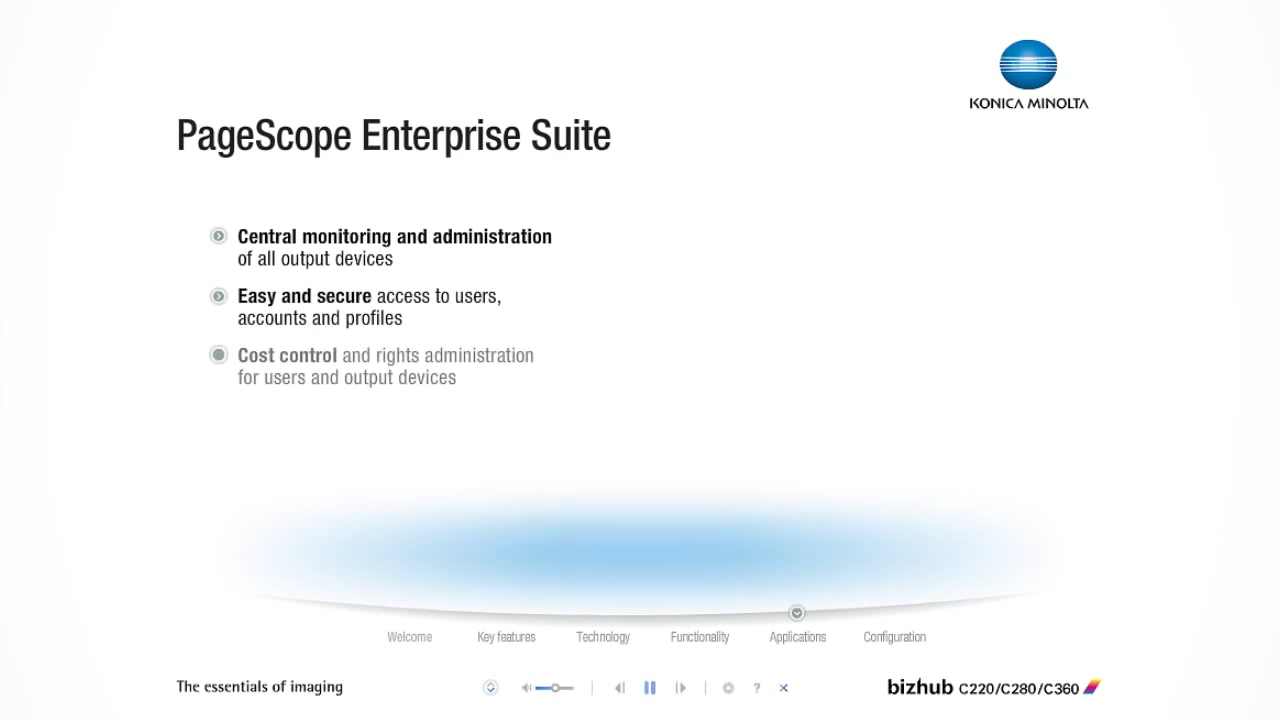 KONICA MINOLTA
PageScope Enterprise Suite
Central monitoring and administration
of all output devices
Easy and secure access to users,
accounts and profiles
Cost control and rights administration
for users and output devices
Welcome Key features Technology Functionality Applications Configuration
The essentials of imaging ? bizhub C220/C280/C360